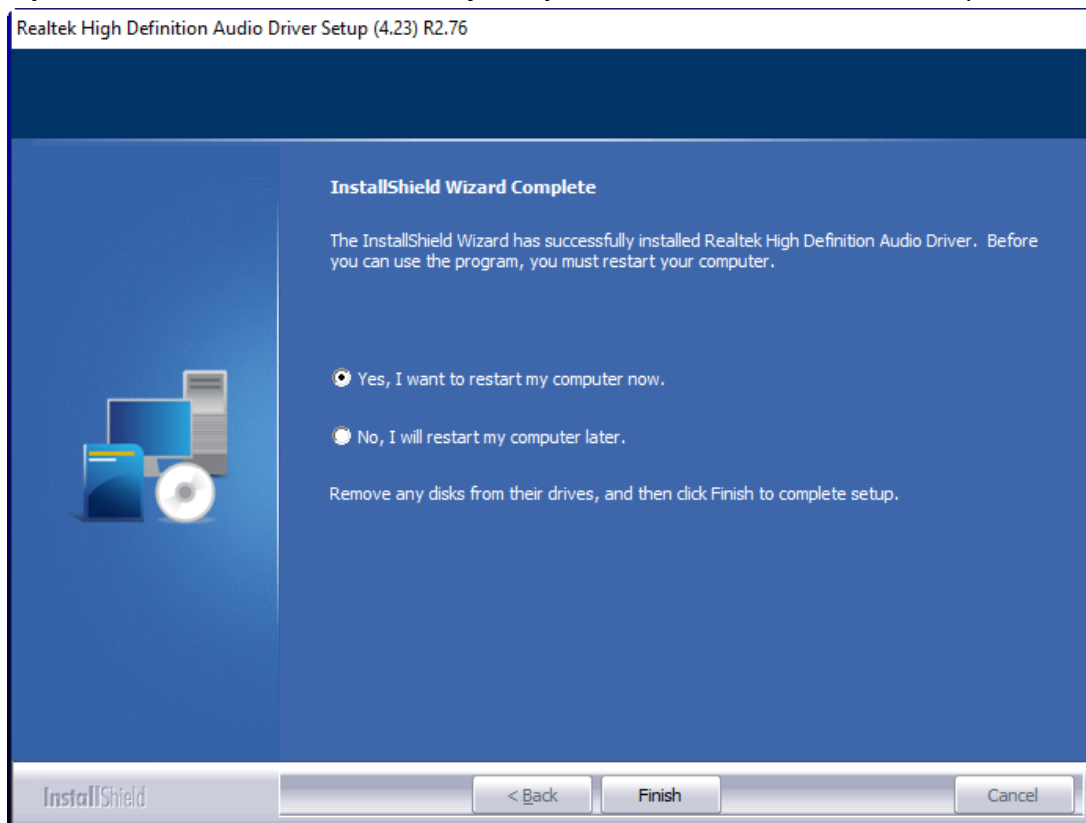 Realtek High Definition Audio Driver Setup (4.23) R2.76
InstallShield Wizard Complete
The InstallShield Wizard has successfully installed Realtek High Definition Audio Driver.  Before
you can use the program, you must restart your computer.
Yes, I want to restart my computer now.
No, I will restart my computer later.
Remove any disks from their drives, and then click Finish to complete setup.
InstallShield
< Back
Finish
Cancel